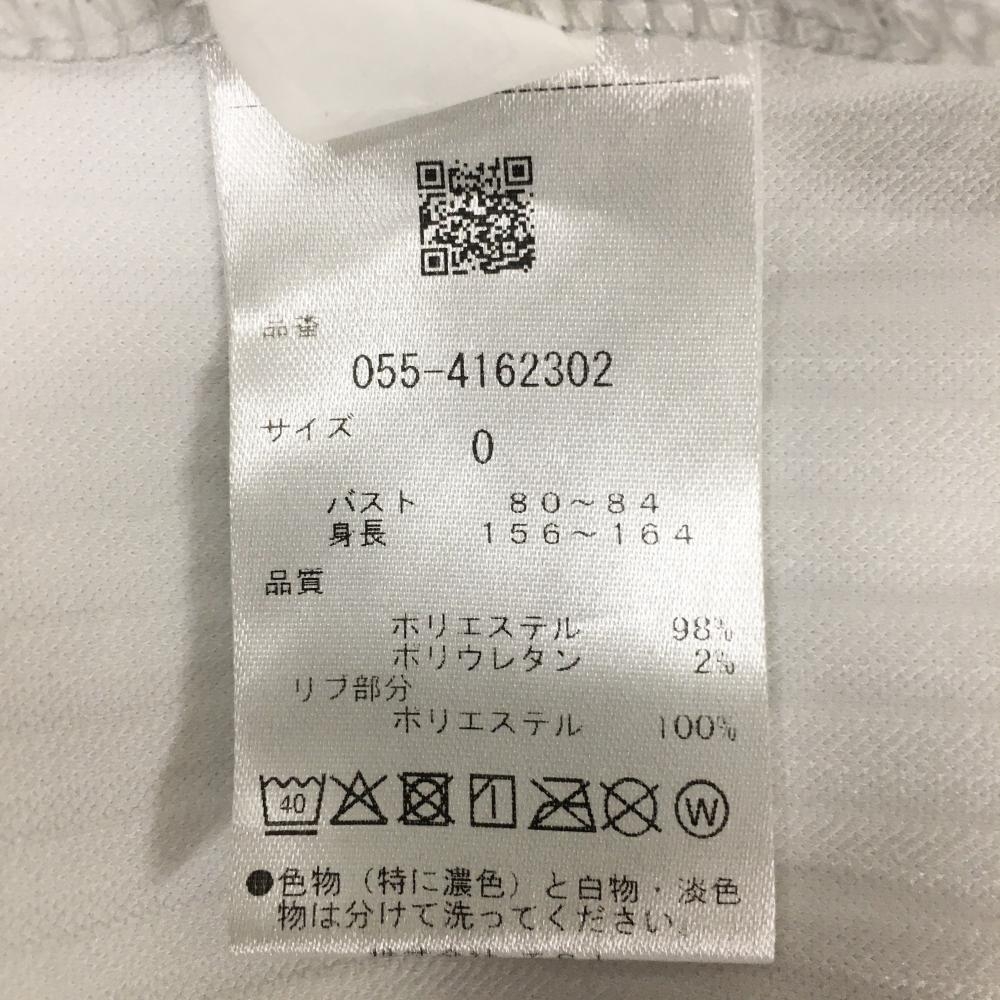 品番
055-4162302
サイズ
0
バスト 80～84
身長 156～164
品質
ポリエステル 98%
ポリウレタン 2%
リブ部分
ポリエステル 100%
40
W
●色物（特に濃色）と白物・淡色
物は分けて洗ってください。